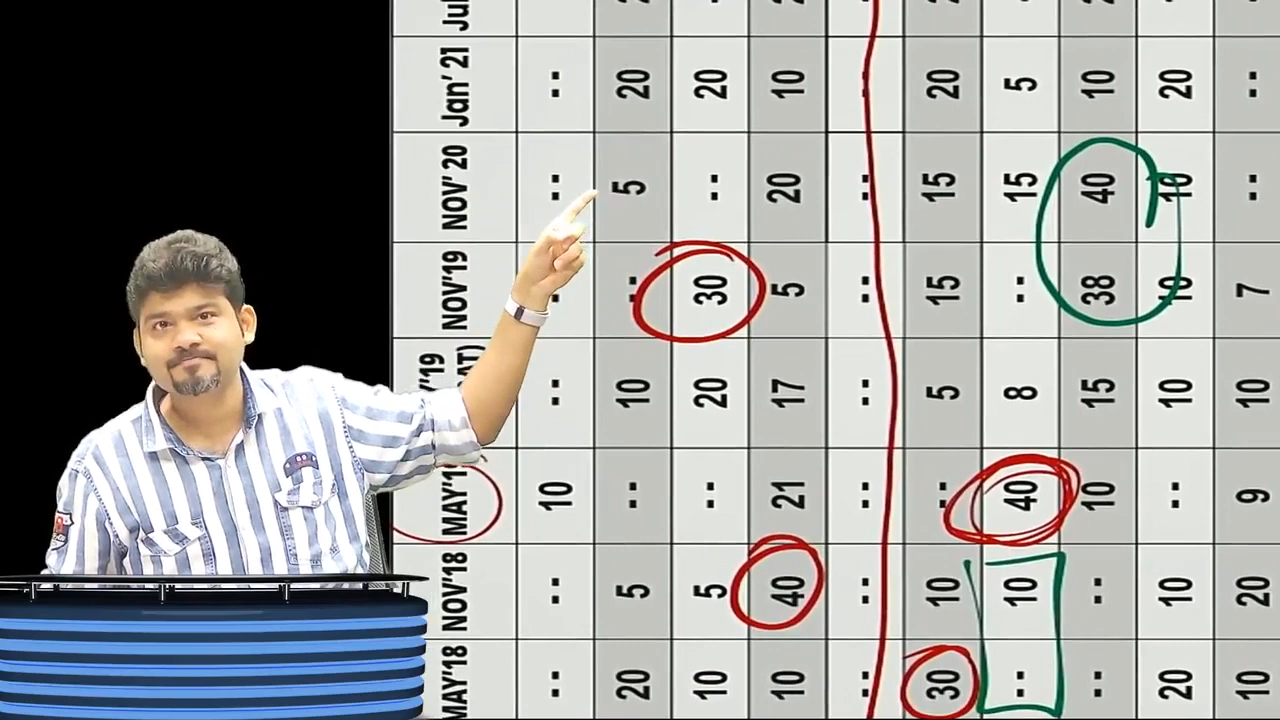 MAY'18 NOV'18 NOV'19 NOV'20 Jan'21
:: :: 10 :: :: ::
20 5 :: 10 :: 5 20
10 5 :: 20 30 :: 20
10 40 21 17 5 20 10
:: :: :: :: :: :: ::
30 10 :: 5 15 15 20
:: 10 40 8 :: 15 5
:: :: 10 15 38 40 10
20 10 :: 10 10 10 20
10 20 9 10 7 :: ::